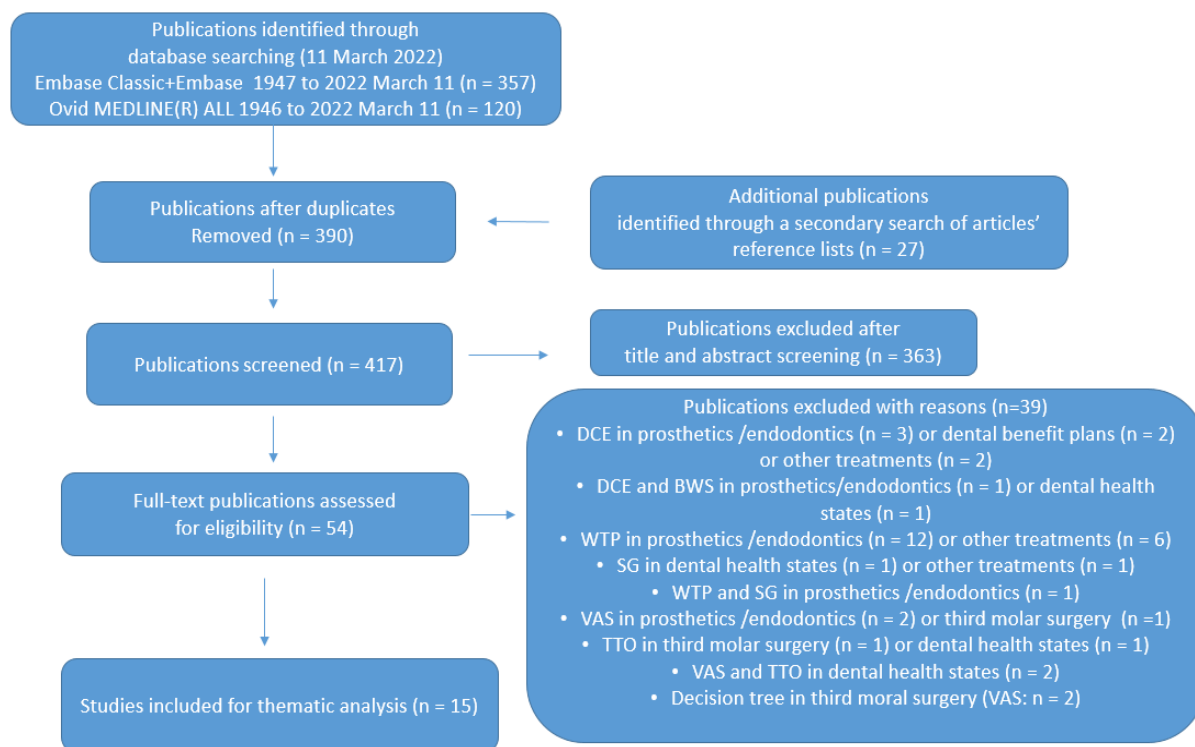 Publications identified through
database searching (11 March 2022)
Embase Classic+Embase  1947 to 2022 March 11 (n = 357)
Ovid MEDLINE(R) ALL 1946 to 2022 March 11 (n = 120)
Publications after duplicates
Removed (n = 390)
Additional publications
identified through a secondary search of articles’
reference lists (n = 27)
Publications screened (n = 417)
Publications excluded after
title and abstract screening (n = 363)
Full-text publications assessed
for eligibility (n = 54)
Publications excluded with reasons (n=39)
• DCE in prosthetics /endodontics (n = 3) or dental benefit plans (n = 2)
or other treatments (n = 2)
• DCE and BWS in prosthetics/endodontics (n = 1) or dental health
states (n = 1)
• WTP in prosthetics /endodontics (n = 12) or other treatments (n = 6)
• SG in dental health states (n = 1) or other treatments (n = 1)
• WTP and SG in prosthetics /endodontics (n = 1)
• VAS in prosthetics /endodontics (n = 2) or third molar surgery  (n =1)
• TTO in third molar surgery (n = 1) or dental health states (n = 1)
• VAS and TTO in dental health states (n = 2)
• Decision tree in third moral surgery (VAS: n = 2)
Studies included for thematic analysis (n = 15)